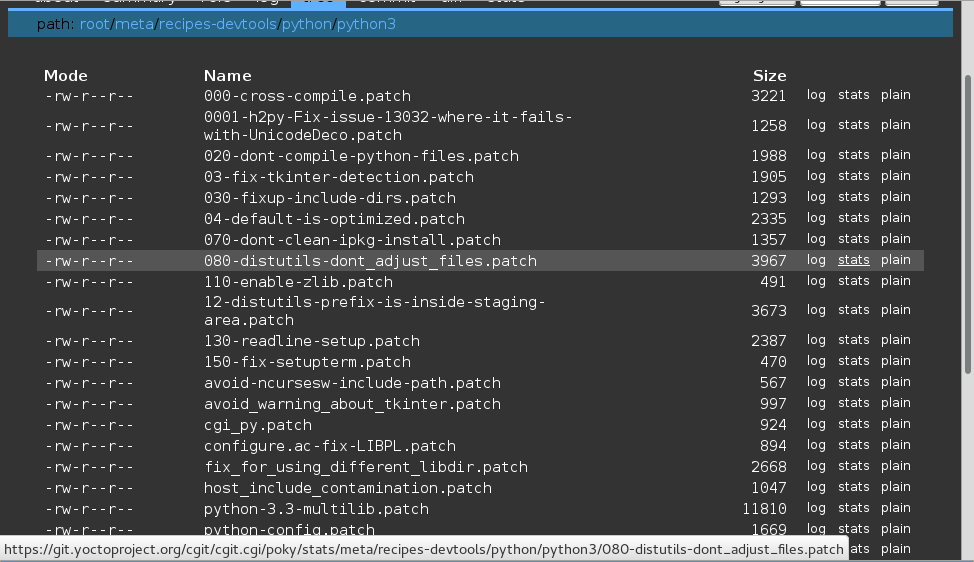 path: root/meta/recipes-devtools/python/python3
Mode Name Size
-rw-r--r-- 000-cross-compile.patch 3221 log stats plain
-rw-r--r-- 0001-h2py-Fix-issue-13032-where-it-fails-
with-UnicodeDeco.patch 1258 log stats plain
-rw-r--r-- 020-dont-compile-python-files.patch 1988 log stats plain
-rw-r--r-- 03-fix-tkinter-detection.patch 1905 log stats plain
-rw-r--r-- 030-fixup-include-dirs.patch 1293 log stats plain
-rw-r--r-- 04-default-is-optimized.patch 2335 log stats plain
-rw-r--r-- 070-dont-clean-ipkg-install.patch 1357 log stats plain
-rw-r--r-- 080-distutils-dont_adjust_files.patch 3967 log stats plain
-rw-r--r-- 110-enable-zlib.patch 491 log stats plain
-rw-r--r-- 12-distutils-prefix-is-inside-staging-
area.patch 3673 log stats plain
-rw-r--r-- 130-readline-setup.patch 2387 log stats plain
-rw-r--r-- 150-fix-setupterm.patch 470 log stats plain
-rw-r--r-- avoid-ncursesw-include-path.patch 567 log stats plain
-rw-r--r-- avoid_warning_about_tkinter.patch 997 log stats plain
-rw-r--r-- cgi_py.patch 924 log stats plain
-rw-r--r-- configure.ac-fix-LIBPL.patch 894 log stats plain
-rw-r--r-- fix_for_using_different_libdir.patch 2668 log stats plain
-rw-r--r-- host_include_contamination.patch 1047 log stats plain
-rw-r--r-- python-3.3-multilib.patch 11810 log stats plain
-rw-r--r-- python-config.patch 1669 log stats plain
https://git.yoctoproject.org/cgit/cgit.cgi/poky/stats/meta/recipes-devtools/python/python3/080-distutils-dont_adjust_files.patch ats plain